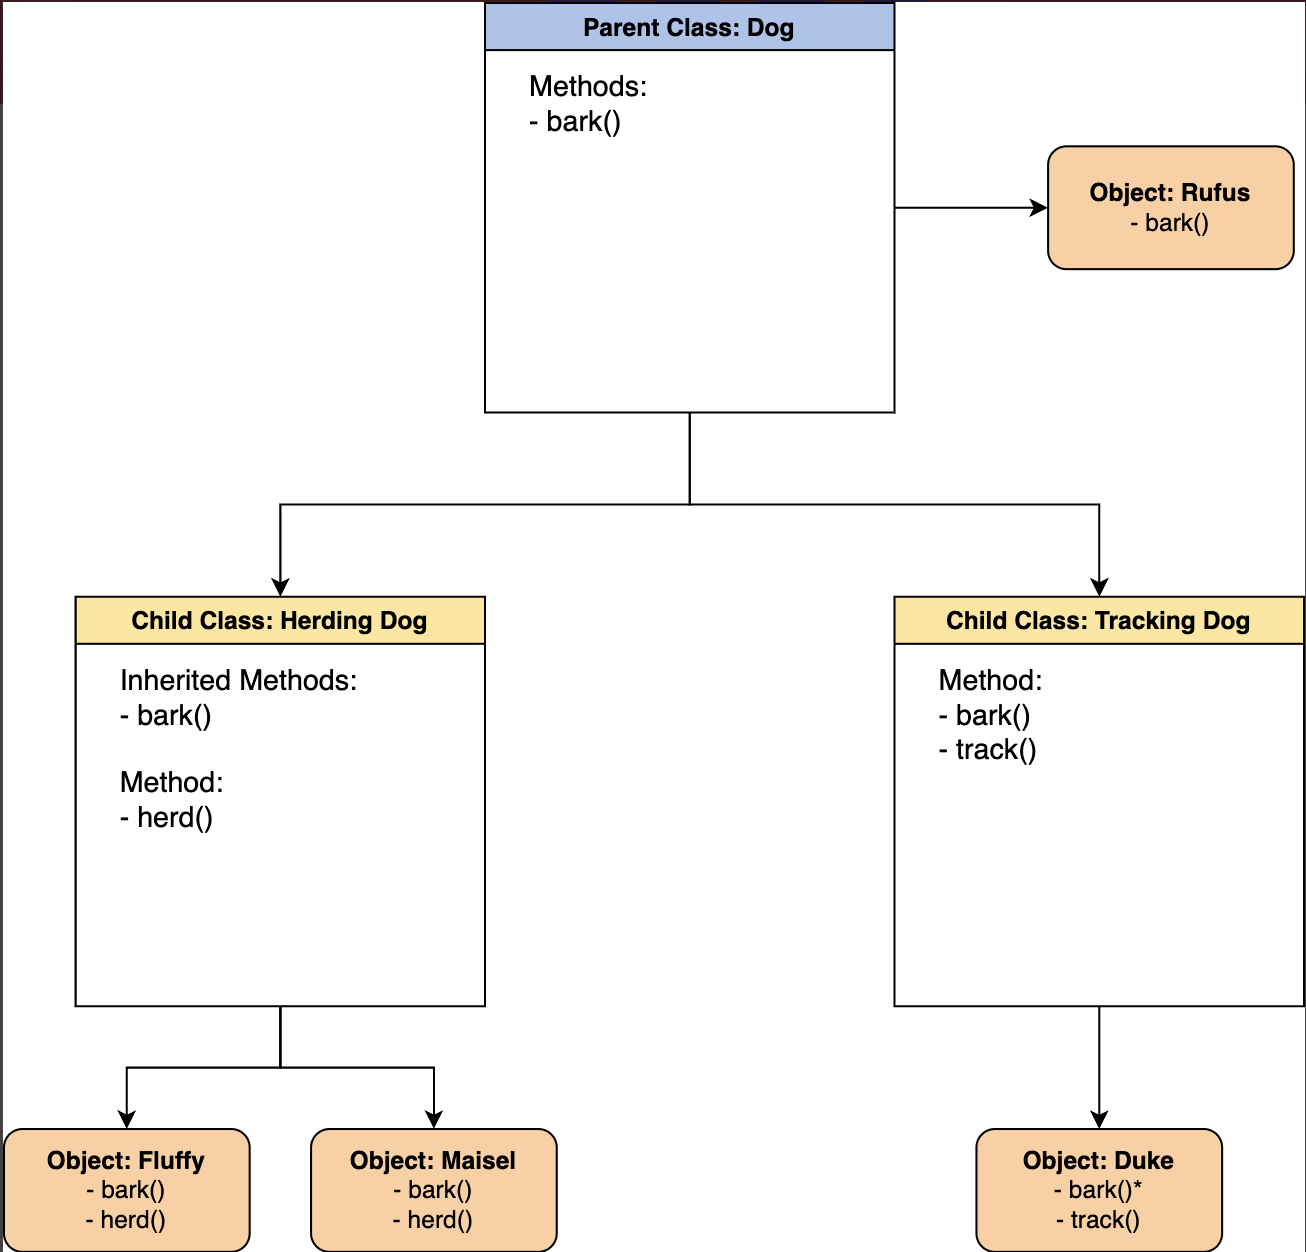 Parent Class: Dog
Methods:
- bark()
Object: Rufus
- bark()
Child Class: Herding Dog
Inherited Methods:
- bark()
Method:
- herd()
Child Class: Tracking Dog
Method:
- bark()
- track()
Object: Fluffy
- bark()
- herd()
Object: Maisel
- bark()
- herd()
Object: Duke
- bark()*
- track()